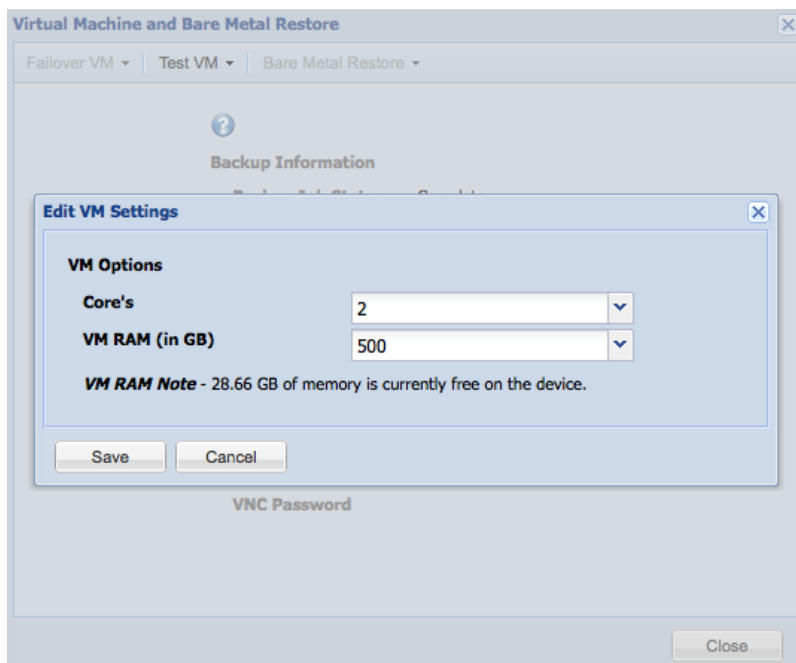 Virtual Machine and Bare Metal Restore
Failover VM Test VM Bare Metal Restore
Backup Information
Edit VM Settings
VM Options
Core's 2
VM RAM (in GB) 500
VM RAM Note - 28.66 GB of memory is currently free on the device.
Save Cancel
VNC Password
Close